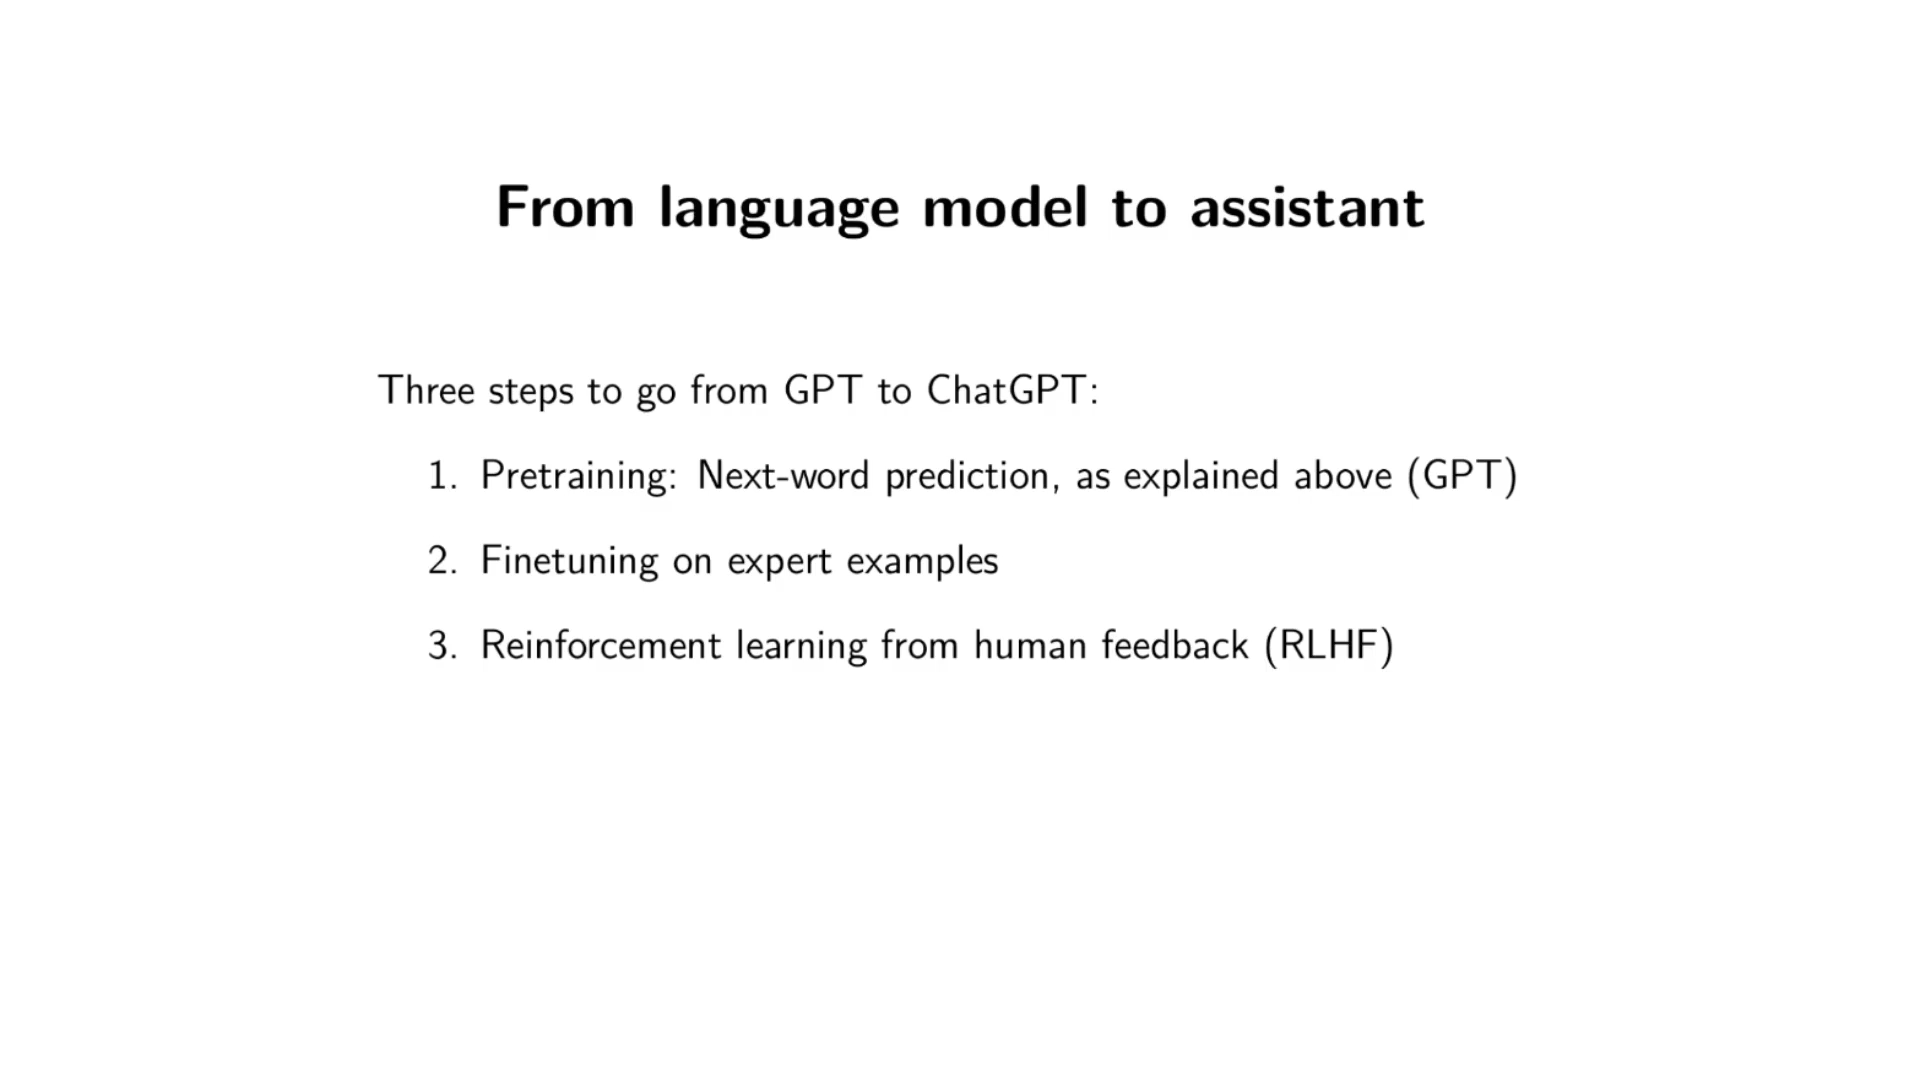 From language model to assistant
Three steps to go from GPT to ChatGPT:
1. Pretraining: Next-word prediction, as explained above (GPT)
2. Finetuning on expert examples
3. Reinforcement learning from human feedback (RLHF)